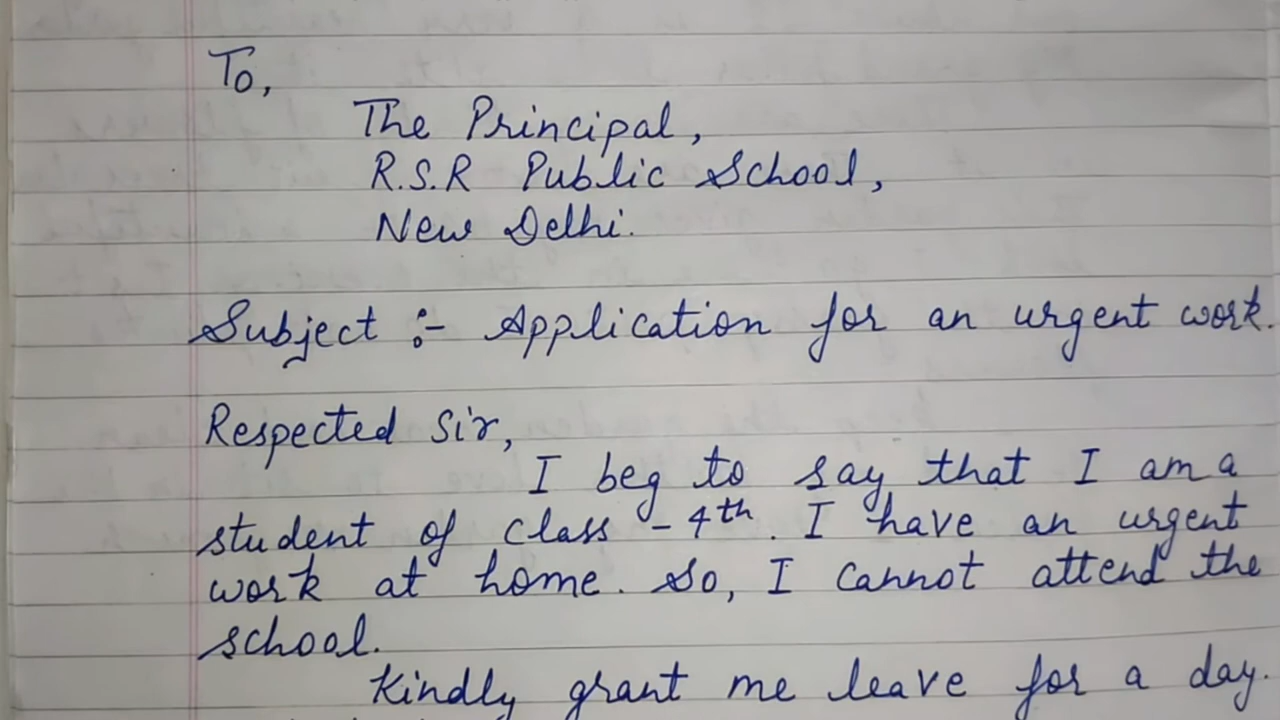 To,
The Principal,
R.S.R Public School,
New Delhi.
Subject :- Application for an urgent work.
Respected Sir,
I beg to say that I am a
student of class - 4th. I have an urgent
work at home. So, I cannot attend the
school.
Kindly grant me leave for a day.